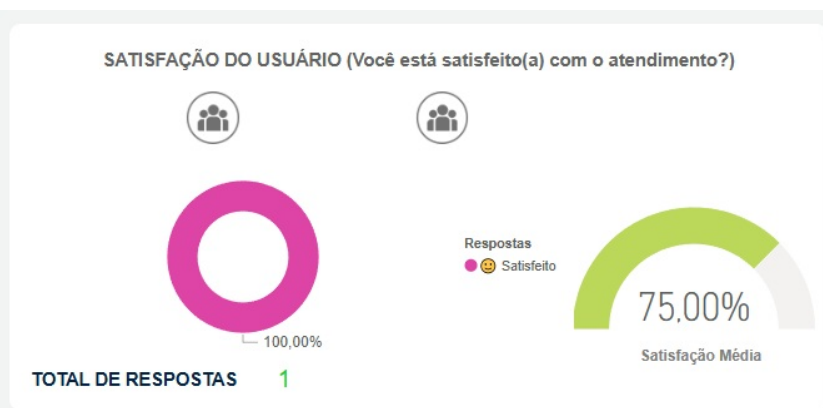 SATISFAÇÃO DO USUÁRIO (Você está satisfeito(a) com o atendimento?)
Respostas
Satisfeito
75,00%
Satisfação Média
100,00%
TOTAL DE RESPOSTAS 1